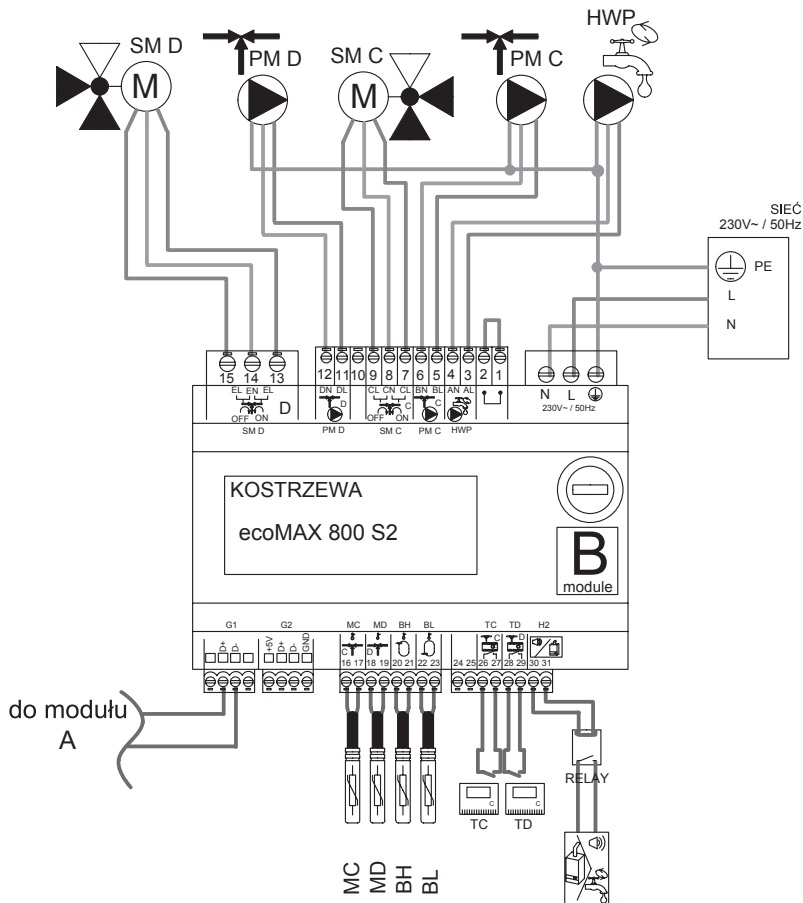 HWP
SM D
PM D
SM C
PM C
M
M
SIEĆ
230V~ / 50Hz
PE
L
N
15 14 13
12 11 10 9 8 7 6 5 4 3 2 1
EL EN EL
D
OFF ON
SM D
DN DL
D
PM D
CL CN CL
C
OFF ON
SM C
BN BL
C
PM C
AN AL
HWP
N L
230V~ / 50Hz
KOSTRZEWA
ecoMAX 800 S2
B
module
G1
D+
D-
G2
+5V
D+
D-
GND
MC MD BH BL
C D
16 17 18 19 20 21 22 23
TC TD H2
C D
24 25 26 27 28 29 30 31
do modułu
A
RELAY
C
TC
C
TD
MC
MD
BH
BL